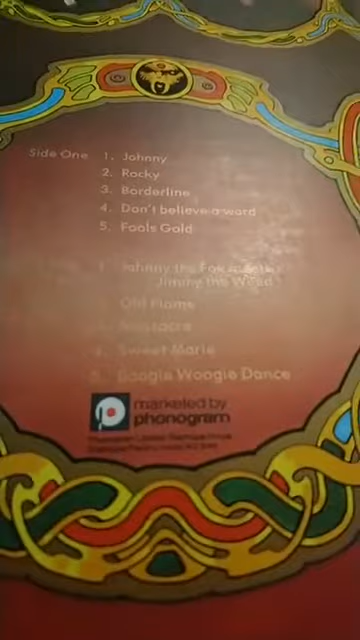 Side One 1. Johnny
2. Rocky
3. Borderline
4. Don't believe a word
5. Fools Gold
1. Johnny the Fox
Jimmy the Weed
Old Flame
Massacre
Sweet Marie
Boogie Woogie Dance
marketed by
phonogram